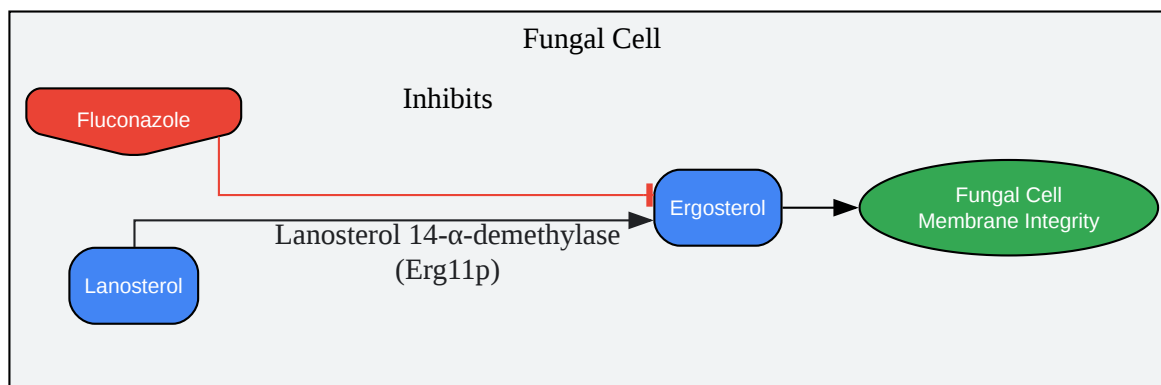 Fungal Cell
Inhibits
Fluconazole
Ergosterol
Fungal Cell
Membrane Integrity
Lanosterol 14-α-demethylase
(Erg11p)
Lanosterol